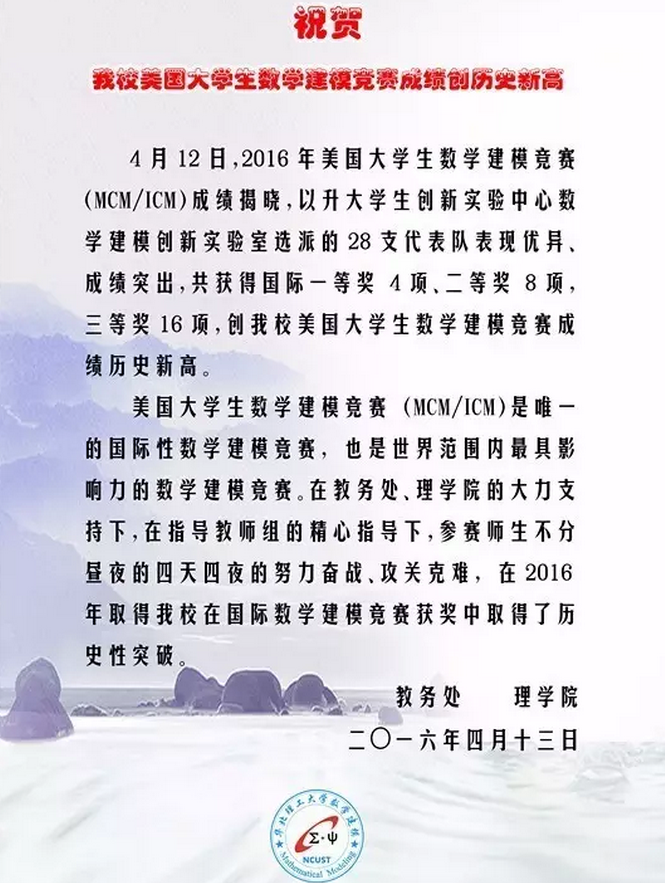 祝贺
我校美国大学生数学建模竞赛成绩创历史新高
4月12日,2016年美国大学生数学建模竞赛
(MCM/ICM)成绩揭晓,以升大学生创新实验中心数
学建模创新实验室选派的28支代表队表现优异、
成绩突出,共获得国际一等奖 4项、二等奖 8项,
三等奖16项,创我校美国大学生数学建模竞赛成
绩历史新高。
美国大学生数学建模竞赛 (MCM/ICM)是唯一
的国际性数学建模竞赛, 也是世界范围内最具影
响力的数学建模竞赛。在教务处、理学院的大力支
持下,在指导教师组的精心指导下,参赛师生不分
昼夜的四天四夜的努力奋战、攻关克难, 在2016
年取得我校在国际数学建模竞赛获奖中取得了历
史性突破。
教务处 理学院
二〇一六年四月十三日
华北理工大学数学建模
Σ·Ψ
NCUST
Mathematical Modeling